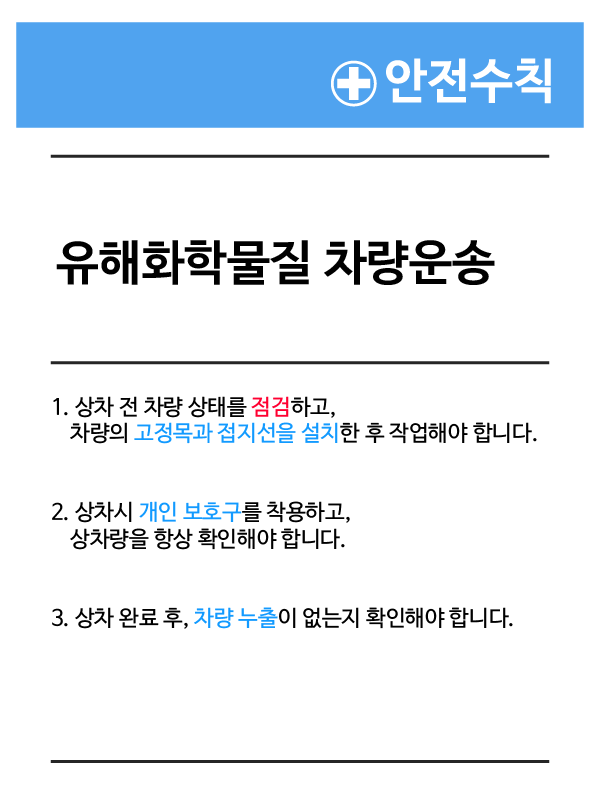 안전수칙
유해화학물질 차량운송
1. 상차 전 차량 상태를 점검하고,
차량의 고정목과 접지선을 설치한 후 작업해야 합니다.
2. 상차시 개인 보호구를 착용하고,
상차량을 항상 확인해야 합니다.
3. 상차 완료 후, 차량 누출이 없는지 확인해야 합니다.